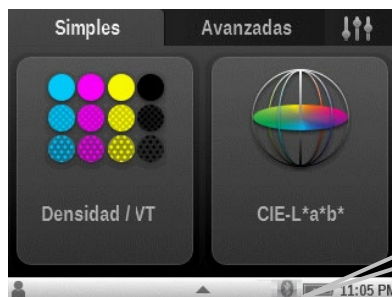 Simples Avanzadas
Densidad / VT CIE-L*a*b*
11:05 PM